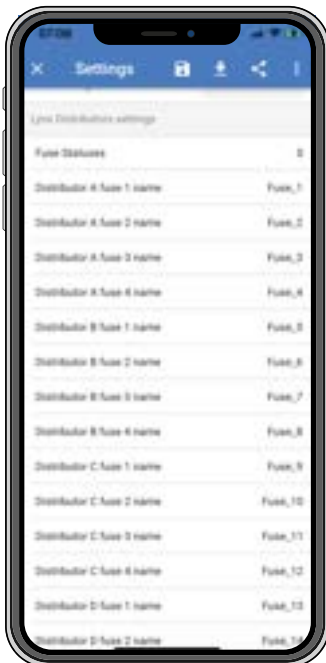 Settings
Lynx Distributors settings
Fuse Statuses 0
Distributor A fuse 1 name Fuse_1
Distributor A fuse 2 name Fuse_2
Distributor A fuse 3 name Fuse_3
Distributor A fuse 4 name Fuse_4
Distributor B fuse 1 name Fuse_5
Distributor B fuse 2 name Fuse_6
Distributor B fuse 3 name Fuse_7
Distributor B fuse 4 name Fuse_8
Distributor C fuse 1 name Fuse_9
Distributor C fuse 2 name Fuse_10
Distributor C fuse 3 name Fuse_11
Distributor C fuse 4 name Fuse_12
Distributor D fuse 1 name Fuse_13
Distributor D fuse 2 name Fuse_14